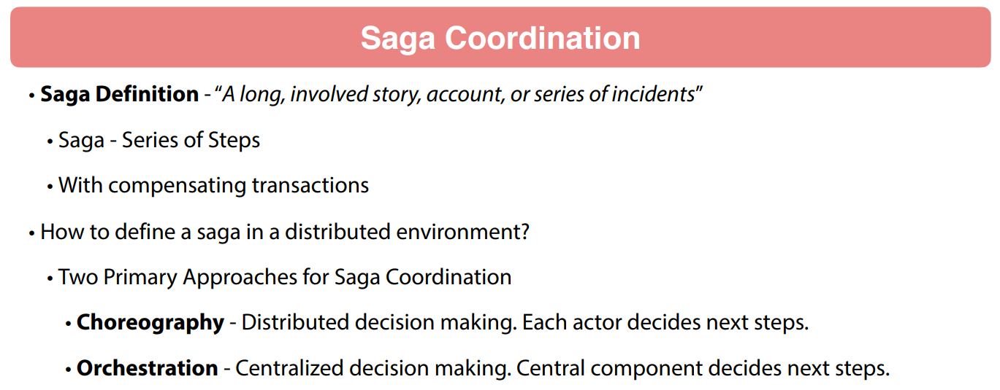 Saga Coordination
• Saga Definition - “A long, involved story, account, or series of incidents”
• Saga - Series of Steps
• With compensating transactions
• How to define a saga in a distributed environment?
• Two Primary Approaches for Saga Coordination
• Choreography - Distributed decision making. Each actor decides next steps.
• Orchestration - Centralized decision making. Central component decides next steps.